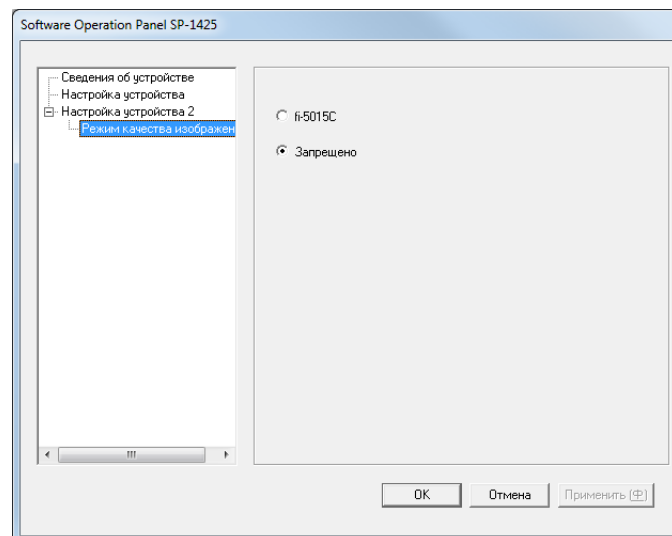 Software Operation Panel SP-1425
Сведения об устройстве
Настройка устройства
Настройка устройства 2
Режим качества изображен
fi-5015C
Запрещено
OK
Отмена
Применить (Ф)